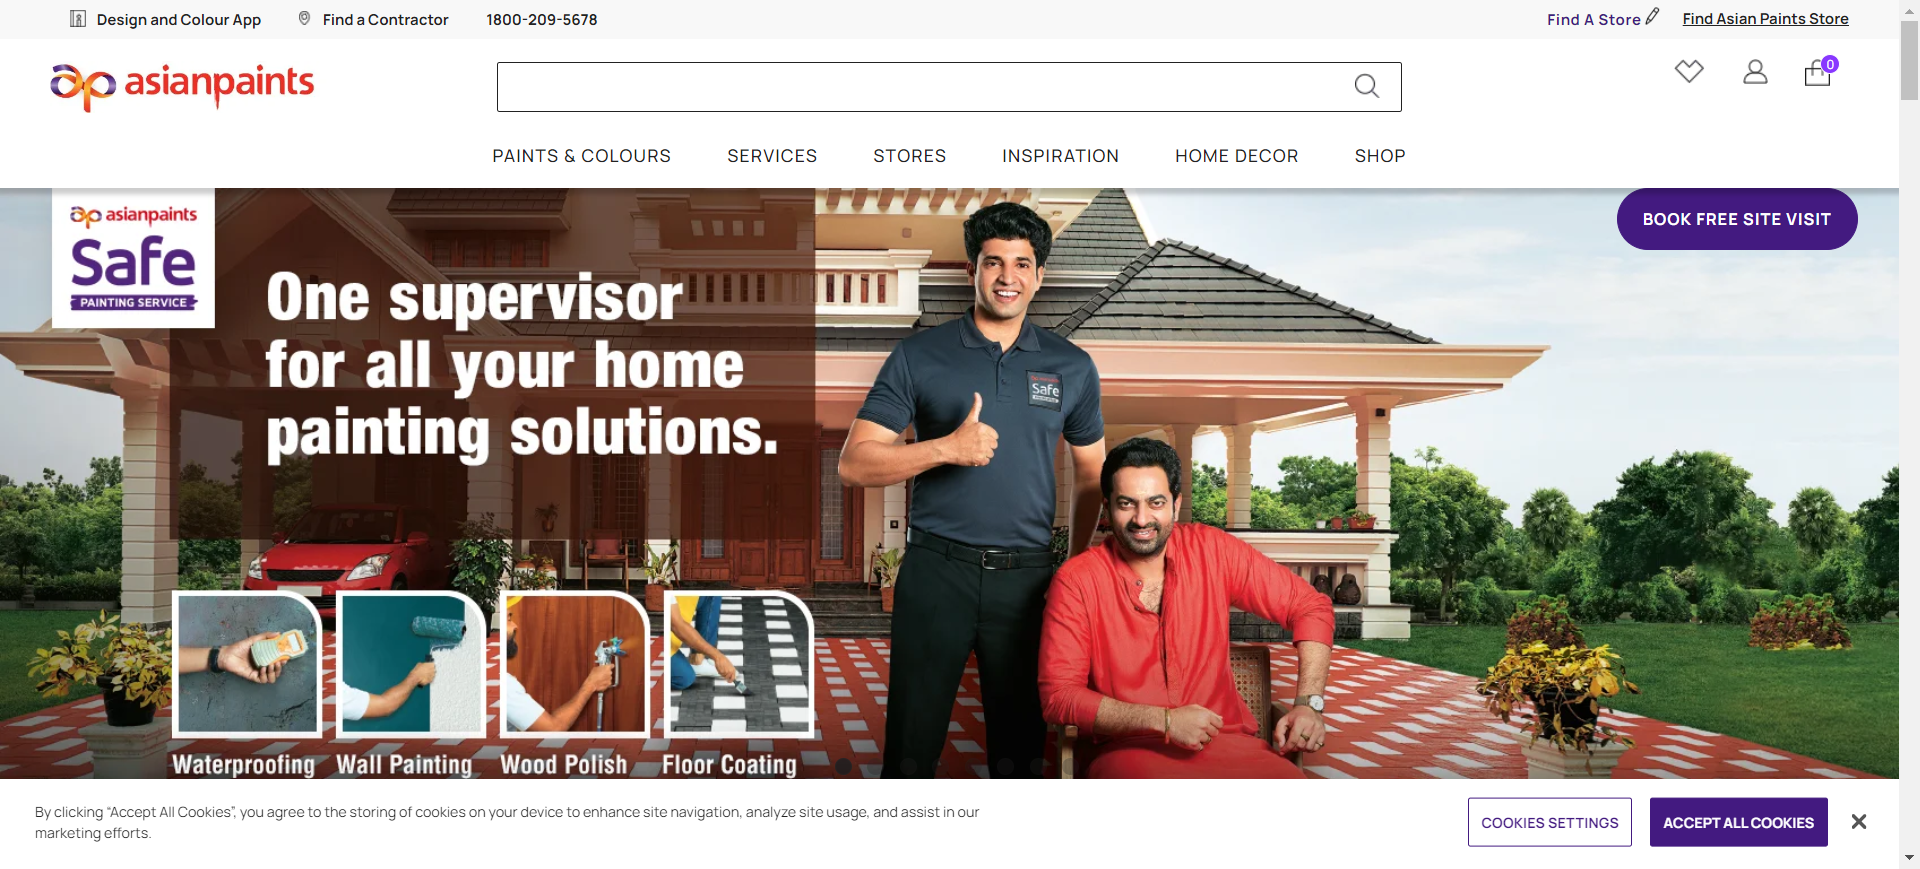 Design and Colour App
Find a Contractor
1800-209-5678
Find A Store
Find Asian Paints Store
ap asianpaints
0
PAINTS & COLOURS
SERVICES
STORES
INSPIRATION
HOME DECOR
SHOP
ap asianpaints
Safe
PAINTING SERVICE
BOOK FREE SITE VISIT
One supervisor
for all your home
painting solutions.
Safe
Waterproofing
Wall Painting
Wood Polish
Floor Coating
By clicking “Accept All Cookies”, you agree to the storing of cookies on your device to enhance site navigation, analyze site usage, and assist in our
marketing efforts.
COOKIES SETTINGS
ACCEPT ALL COOKIES